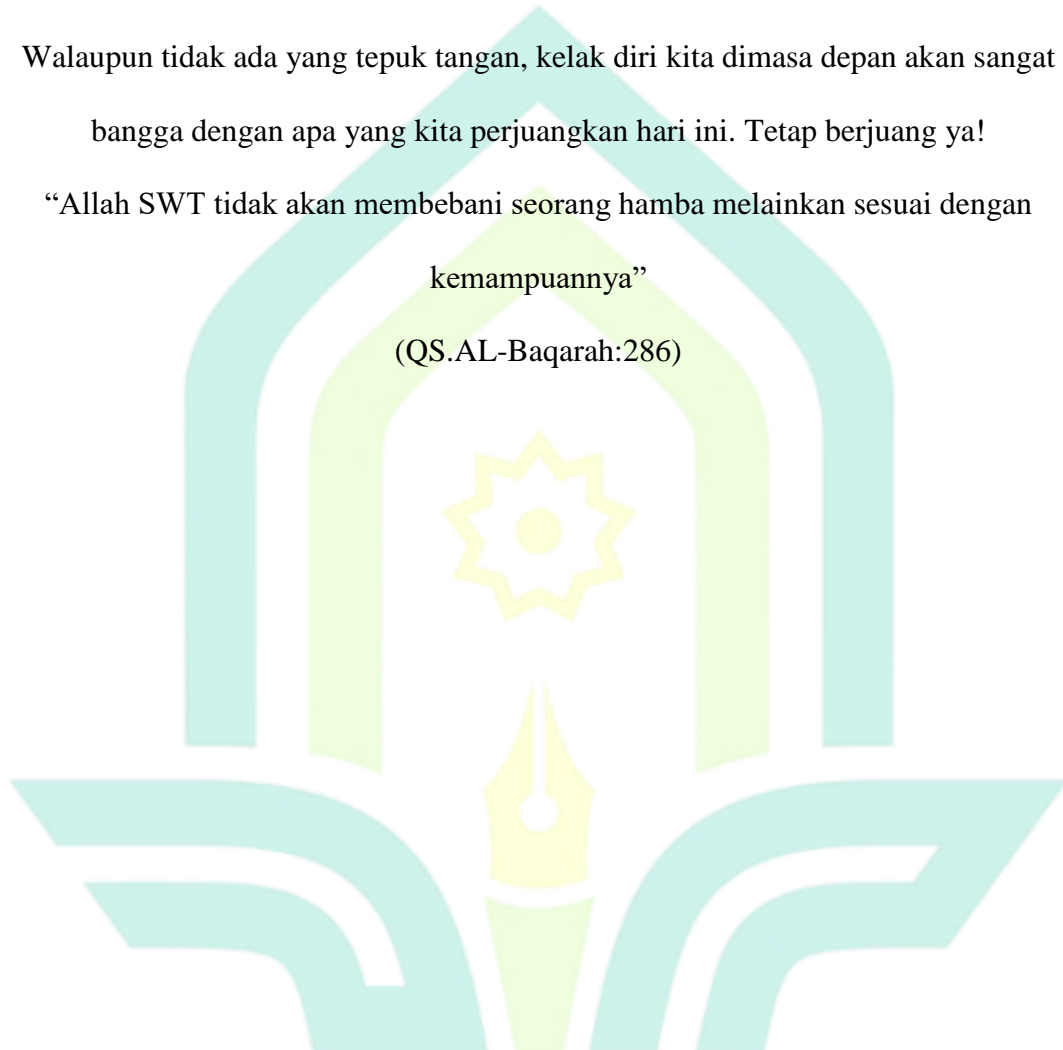 Walaupun tidak ada yang tepuk tangan, kelak diri kita dimasa depan akan sangat
bangga dengan apa yang kita perjuangkan hari ini. Tetap berjuang ya!
“Allah SWT tidak akan membebani seorang hamba melainkan sesuai dengan
kemampuannya”
(QS.AL-Baqarah:286)